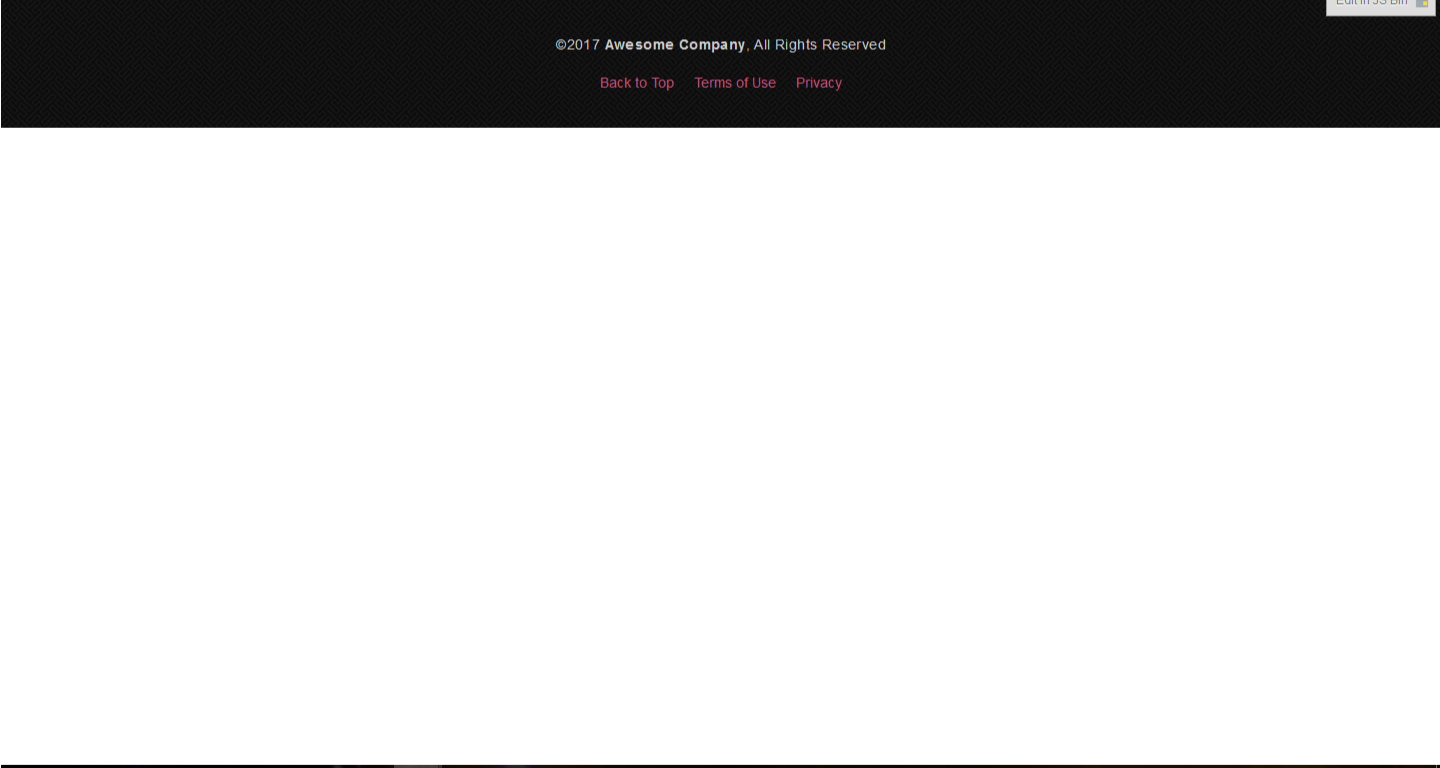 Edit in JS Bin
©2017 Awesome Company, All Rights Reserved
Back to Top Terms of Use Privacy